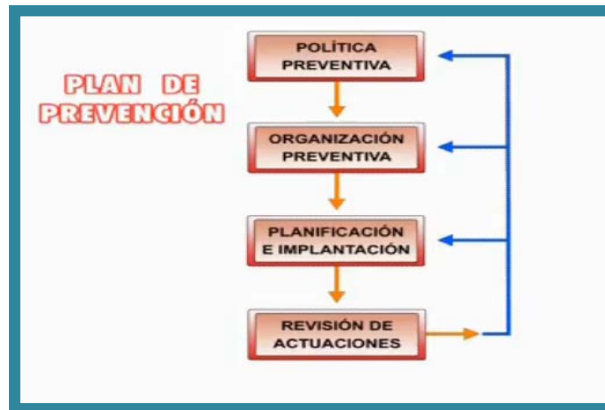 PLAN DE
PREVENCIÓN
POLÍTICA
PREVENTIVA
ORGANIZACIÓN
PREVENTIVA
PLANIFICACIÓN
E IMPLANTACIÓN
REVISIÓN DE
ACTUACIONES